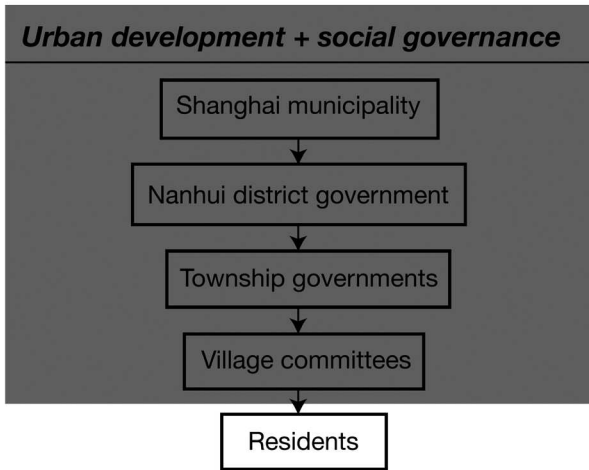 Urban development + social governance
Shanghai municipality
Nanhui district government
Township governments
Village committees
Residents